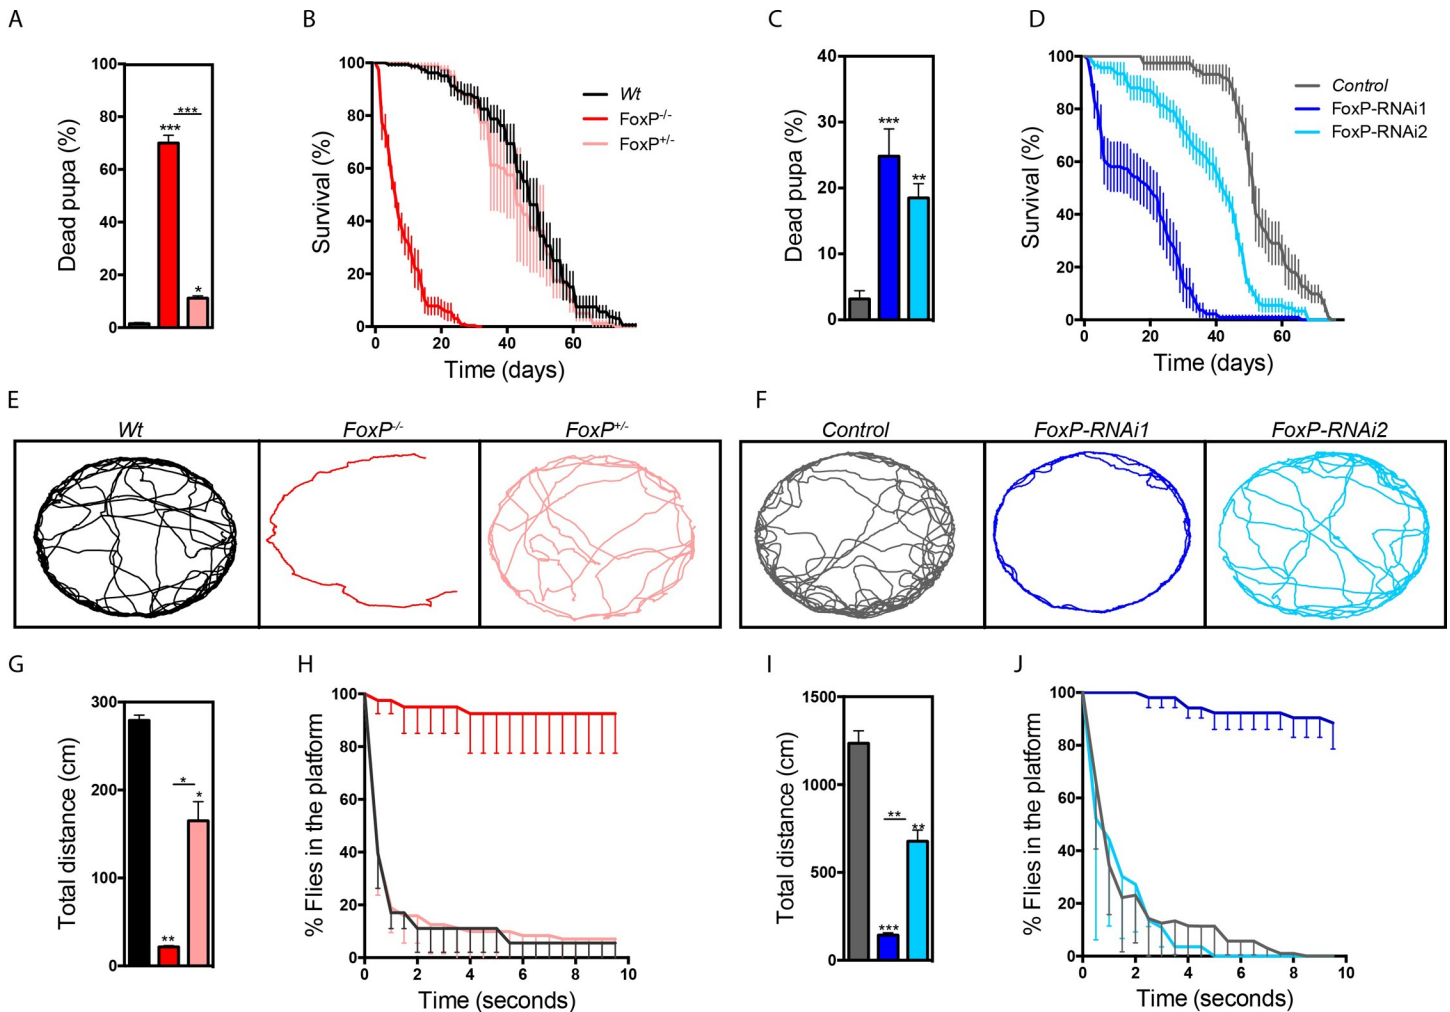 A
B
C
D
Dead pupa (%)
100
80
60
40
20
0
***
***
*
Survival (%)
100
80
60
40
20
0
0
20
40
60
Time (days)
Wt
FoxP-/-
FoxP+/-
Dead pupa (%)
40
30
20
10
0
***
**
Survival (%)
100
80
60
40
20
0
0
20
40
60
Time (days)
Control
FoxP-RNAi1
FoxP-RNAi2
E
F
Wt
FoxP-/-
FoxP+/-
Control
FoxP-RNAi1
FoxP-RNAi2
G
H
I
J
Total distance (cm)
300
200
100
0
**
*
*
% Flies in the platform
100
80
60
40
20
0
0
2
4
6
8
10
Time (seconds)
Total distance (cm)
1500
1000
500
0
***
**
**
% Flies in the platform
100
80
60
40
20
0
0
2
4
6
8
10
Time (seconds)